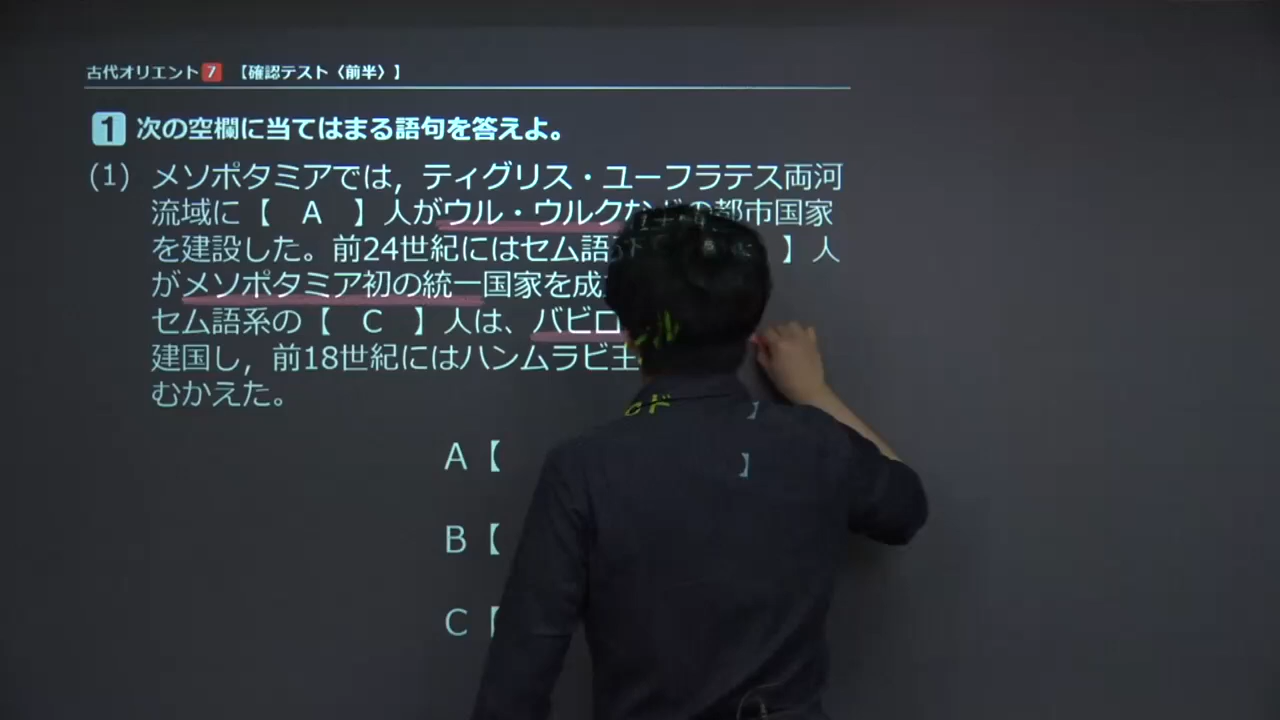 古代オリエント7 【確認テスト〈前半〉】
1 次の空欄に当てはまる語句を答えよ。
(1) メソポタミアでは，ティグリス・ユーフラテス両河
流域に【 A 】人がウル・ウルクなどの都市国家
を建設した。前24世紀にはセム語 】人
がメソポタミア初の統一国家を成
セム語系の【 C 】人は、バビロ
建国し，前18世紀にはハンムラビ王
むかえた。
A【 】
B【
C【